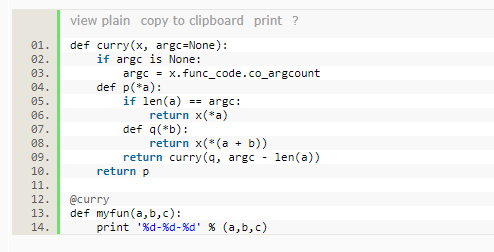 view plain copy to clipboard print ?
01. def curry(x, argc=None):
02.     if argc is None:
03.         argc = x.func_code.co_argcount
04.     def p(*a):
05.         if len(a) == argc:
06.             return x(*a)
07.         def q(*b):
08.             return x(*(a + b))
09.         return curry(q, argc - len(a))
10.     return p
11.
12. @curry
13. def myfun(a,b,c):
14.     print '%d-%d-%d' % (a,b,c)